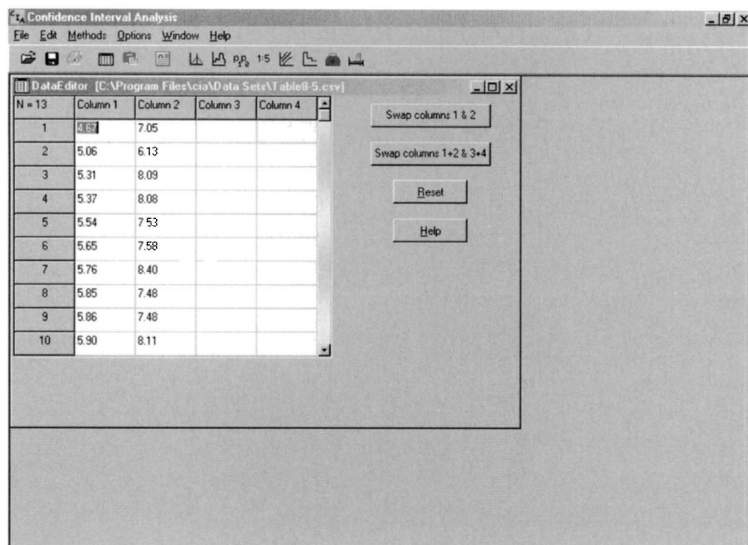 CIA Confidence Interval Analysis
File Edit Methods Options Window Help
1:5
DataEditor [C:\Program Files\cia\Data Sets\Table8-5.csv]
N = 13 Column 1 Column 2 Column 3 Column 4
1 4.67 7.05
2 5.06 6.13
3 5.31 8.09
4 5.37 8.08
5 5.54 7 53
6 5.65 7.58
7 5.76 8.40
8 5.85 7.48
9 5.86 7.48
10 5.90 8.11
Swap columns 1 & 2
Swap columns 1+2 & 3+4
Reset
Help